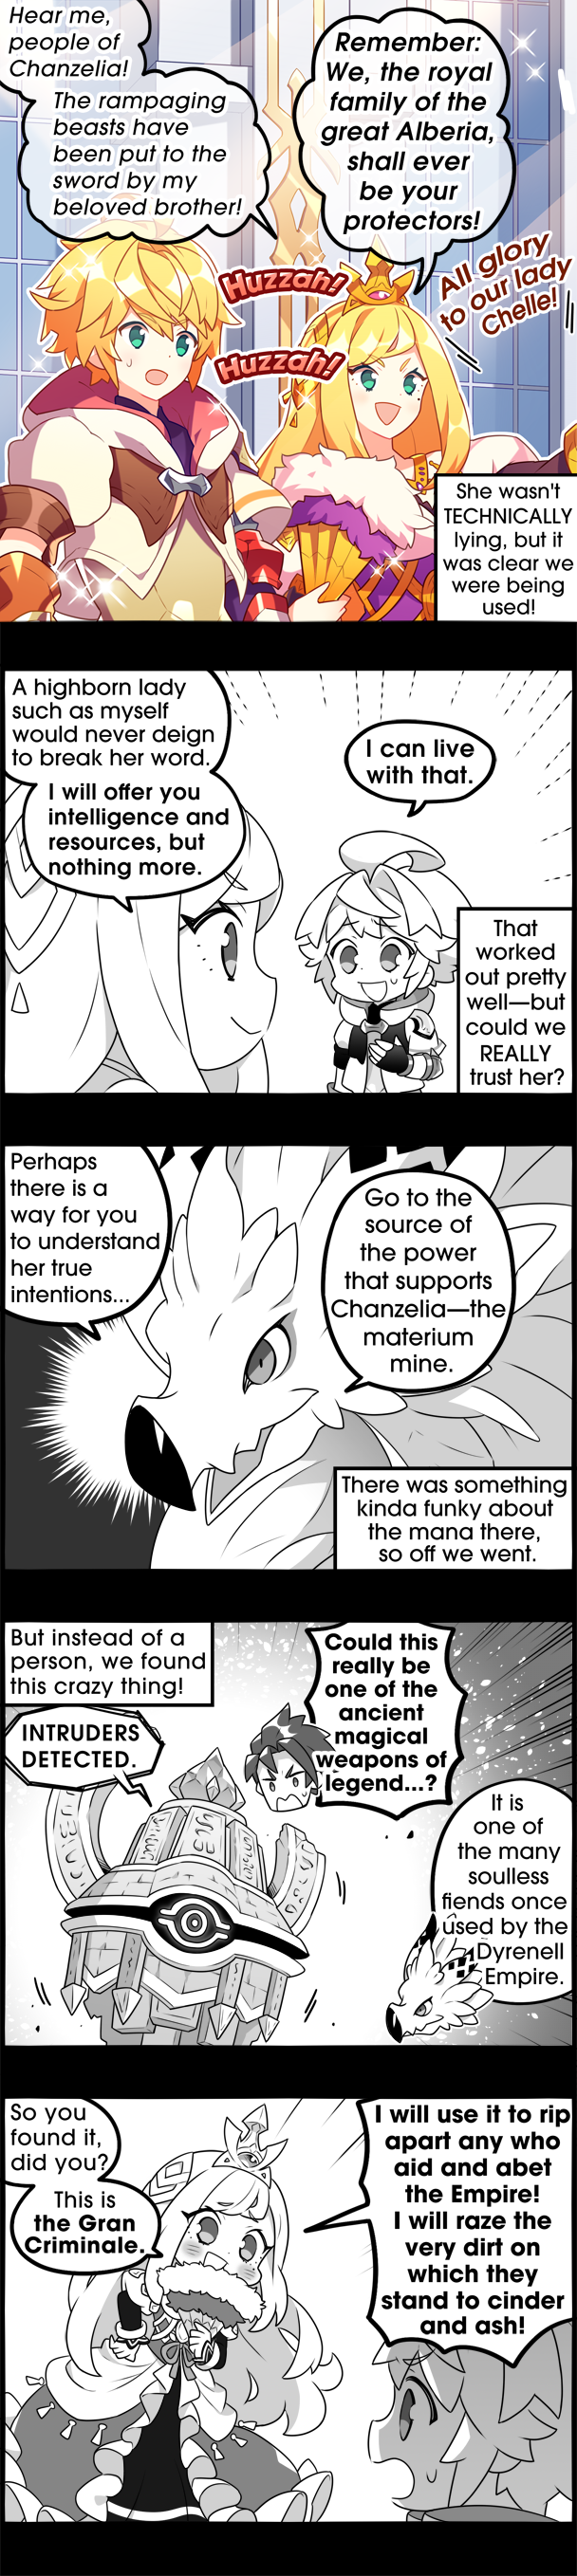 Hear me,
people of
Chanzelia!
The rampaging
beasts have
been put to the
sword by my
beloved brother!
Remember:
We, the royal
family of the
great Alberia,
shall ever
be your
protectors!
Huzzah!
Huzzah!
All glory
to our lady
Chelle!
She wasn't
TECHNICALLY
lying, but it
was clear we
were being
used!
A highborn lady
such as myself
would never deign
to break her word.
I will offer you
intelligence and
resources, but
nothing more.
I can live
with that.
That
worked
out pretty
well—but
could we
REALLY
trust her?
Perhaps
there is a
way for you
to understand
her true
intentions...
Go to the
source of
the power
that supports
Chanzelia—the
materium
mine.
There was something
kinda funky about
the mana there,
so off we went.
But instead of a
person, we found
this crazy thing!
INTRUDERS
DETECTED.
Could this
really be
one of the
ancient
magical
weapons of
legend...?
It is
one of
the many
soulless
fiends once
used by the
Dyrenell
Empire.
So you
found it,
did you?
This is
the Gran
Criminale.
I will use it to rip
apart any who
aid and abet
the Empire!
I will raze the
very dirt on
which they
stand to cinder
and ash!